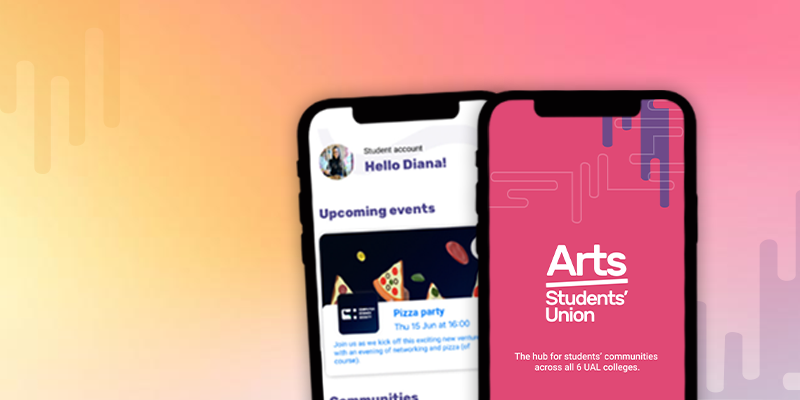 Student account
Hello Diana!
Upcoming events
Pizza party
Thu 15 Jun at 16:00
Join us as we kick off this exciting new venture
with an evening of networking and pizza (of
course).
Communities
Arts
Students'
Union
The hub for students' communities
across all 6 UAL colleges.